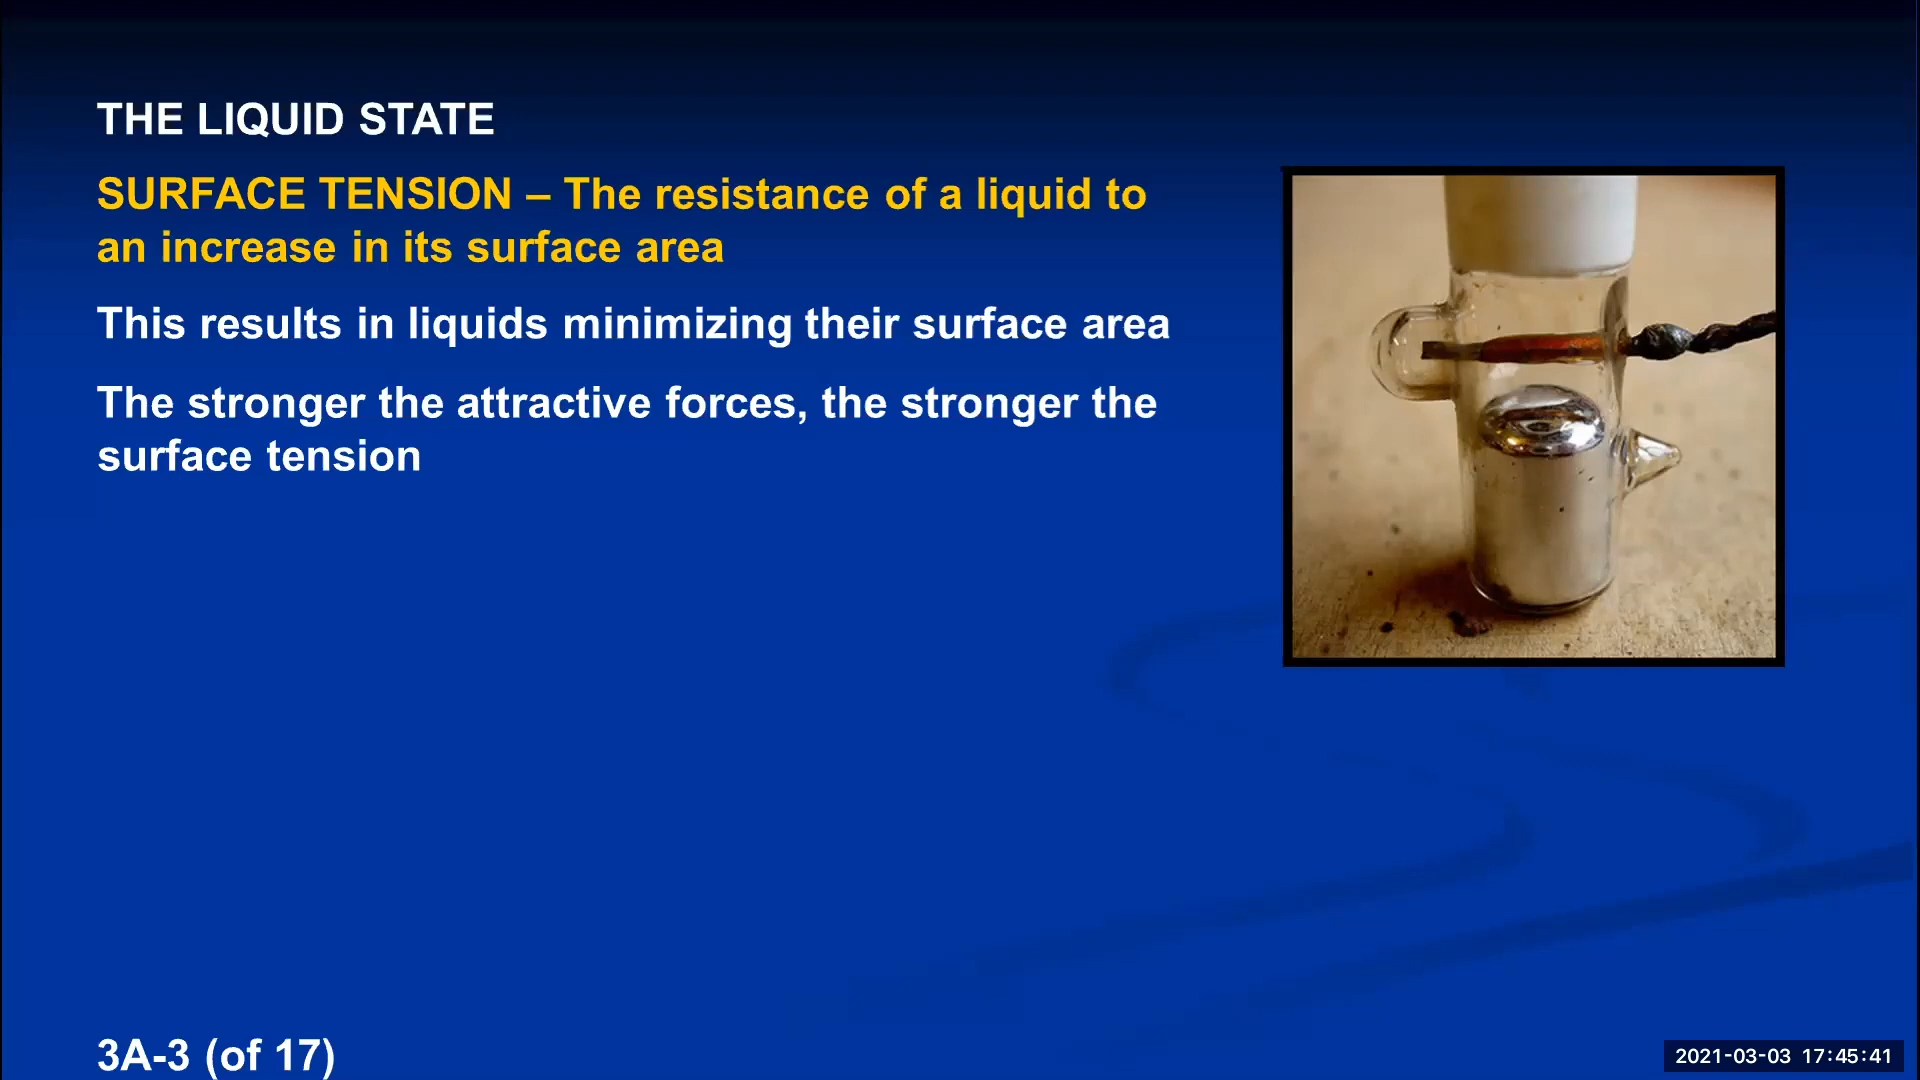 THE LIQUID STATE
SURFACE TENSION – The resistance of a liquid to
an increase in its surface area
This results in liquids minimizing their surface area
The stronger the attractive forces, the stronger the
surface tension
3A-3 (of 17)
2021-03-03 17:45:41